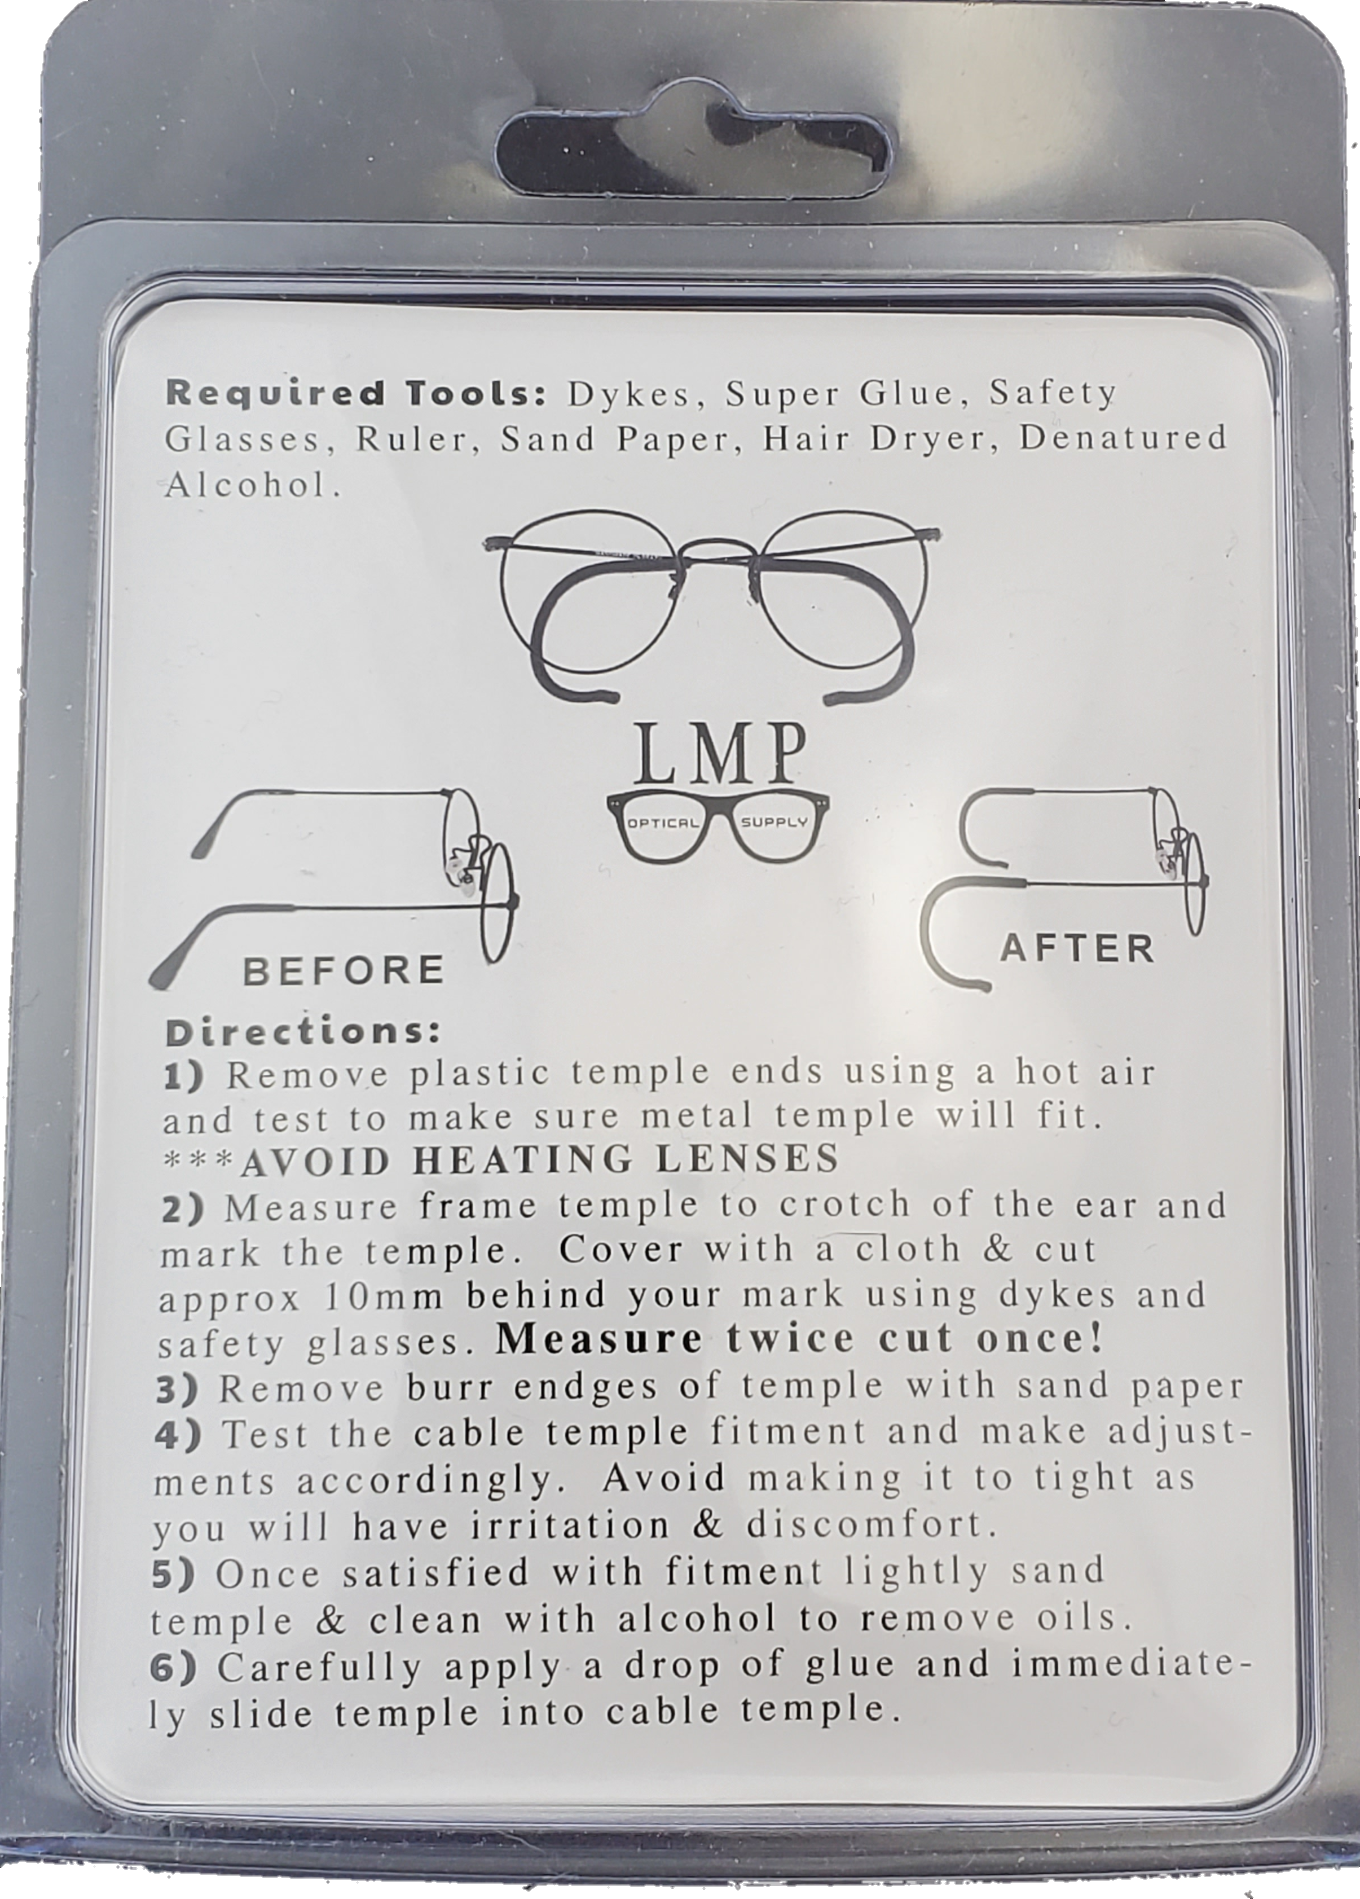 Required Tools: Dykes, Super Glue, Safety
Glasses, Ruler, Sand Paper, Hair Dryer, Denatured
Alcohol.
LMP
OPTICAL SUPPLY
BEFORE
AFTER
Directions:
1) Remove plastic temple ends using a hot air
and test to make sure metal temple will fit.
***AVOID HEATING LENSES
2) Measure frame temple to crotch of the ear and
mark the temple. Cover with a cloth & cut
approx 10mm behind your mark using dykes and
safety glasses. Measure twice cut once!
3) Remove burr endges of temple with sand paper
4) Test the cable temple fitment and make adjust-
ments accordingly. Avoid making it to tight as
you will have irritation & discomfort.
5) Once satisfied with fitment lightly sand
temple & clean with alcohol to remove oils.
6) Carefully apply a drop of glue and immediate-
ly slide temple into cable temple.